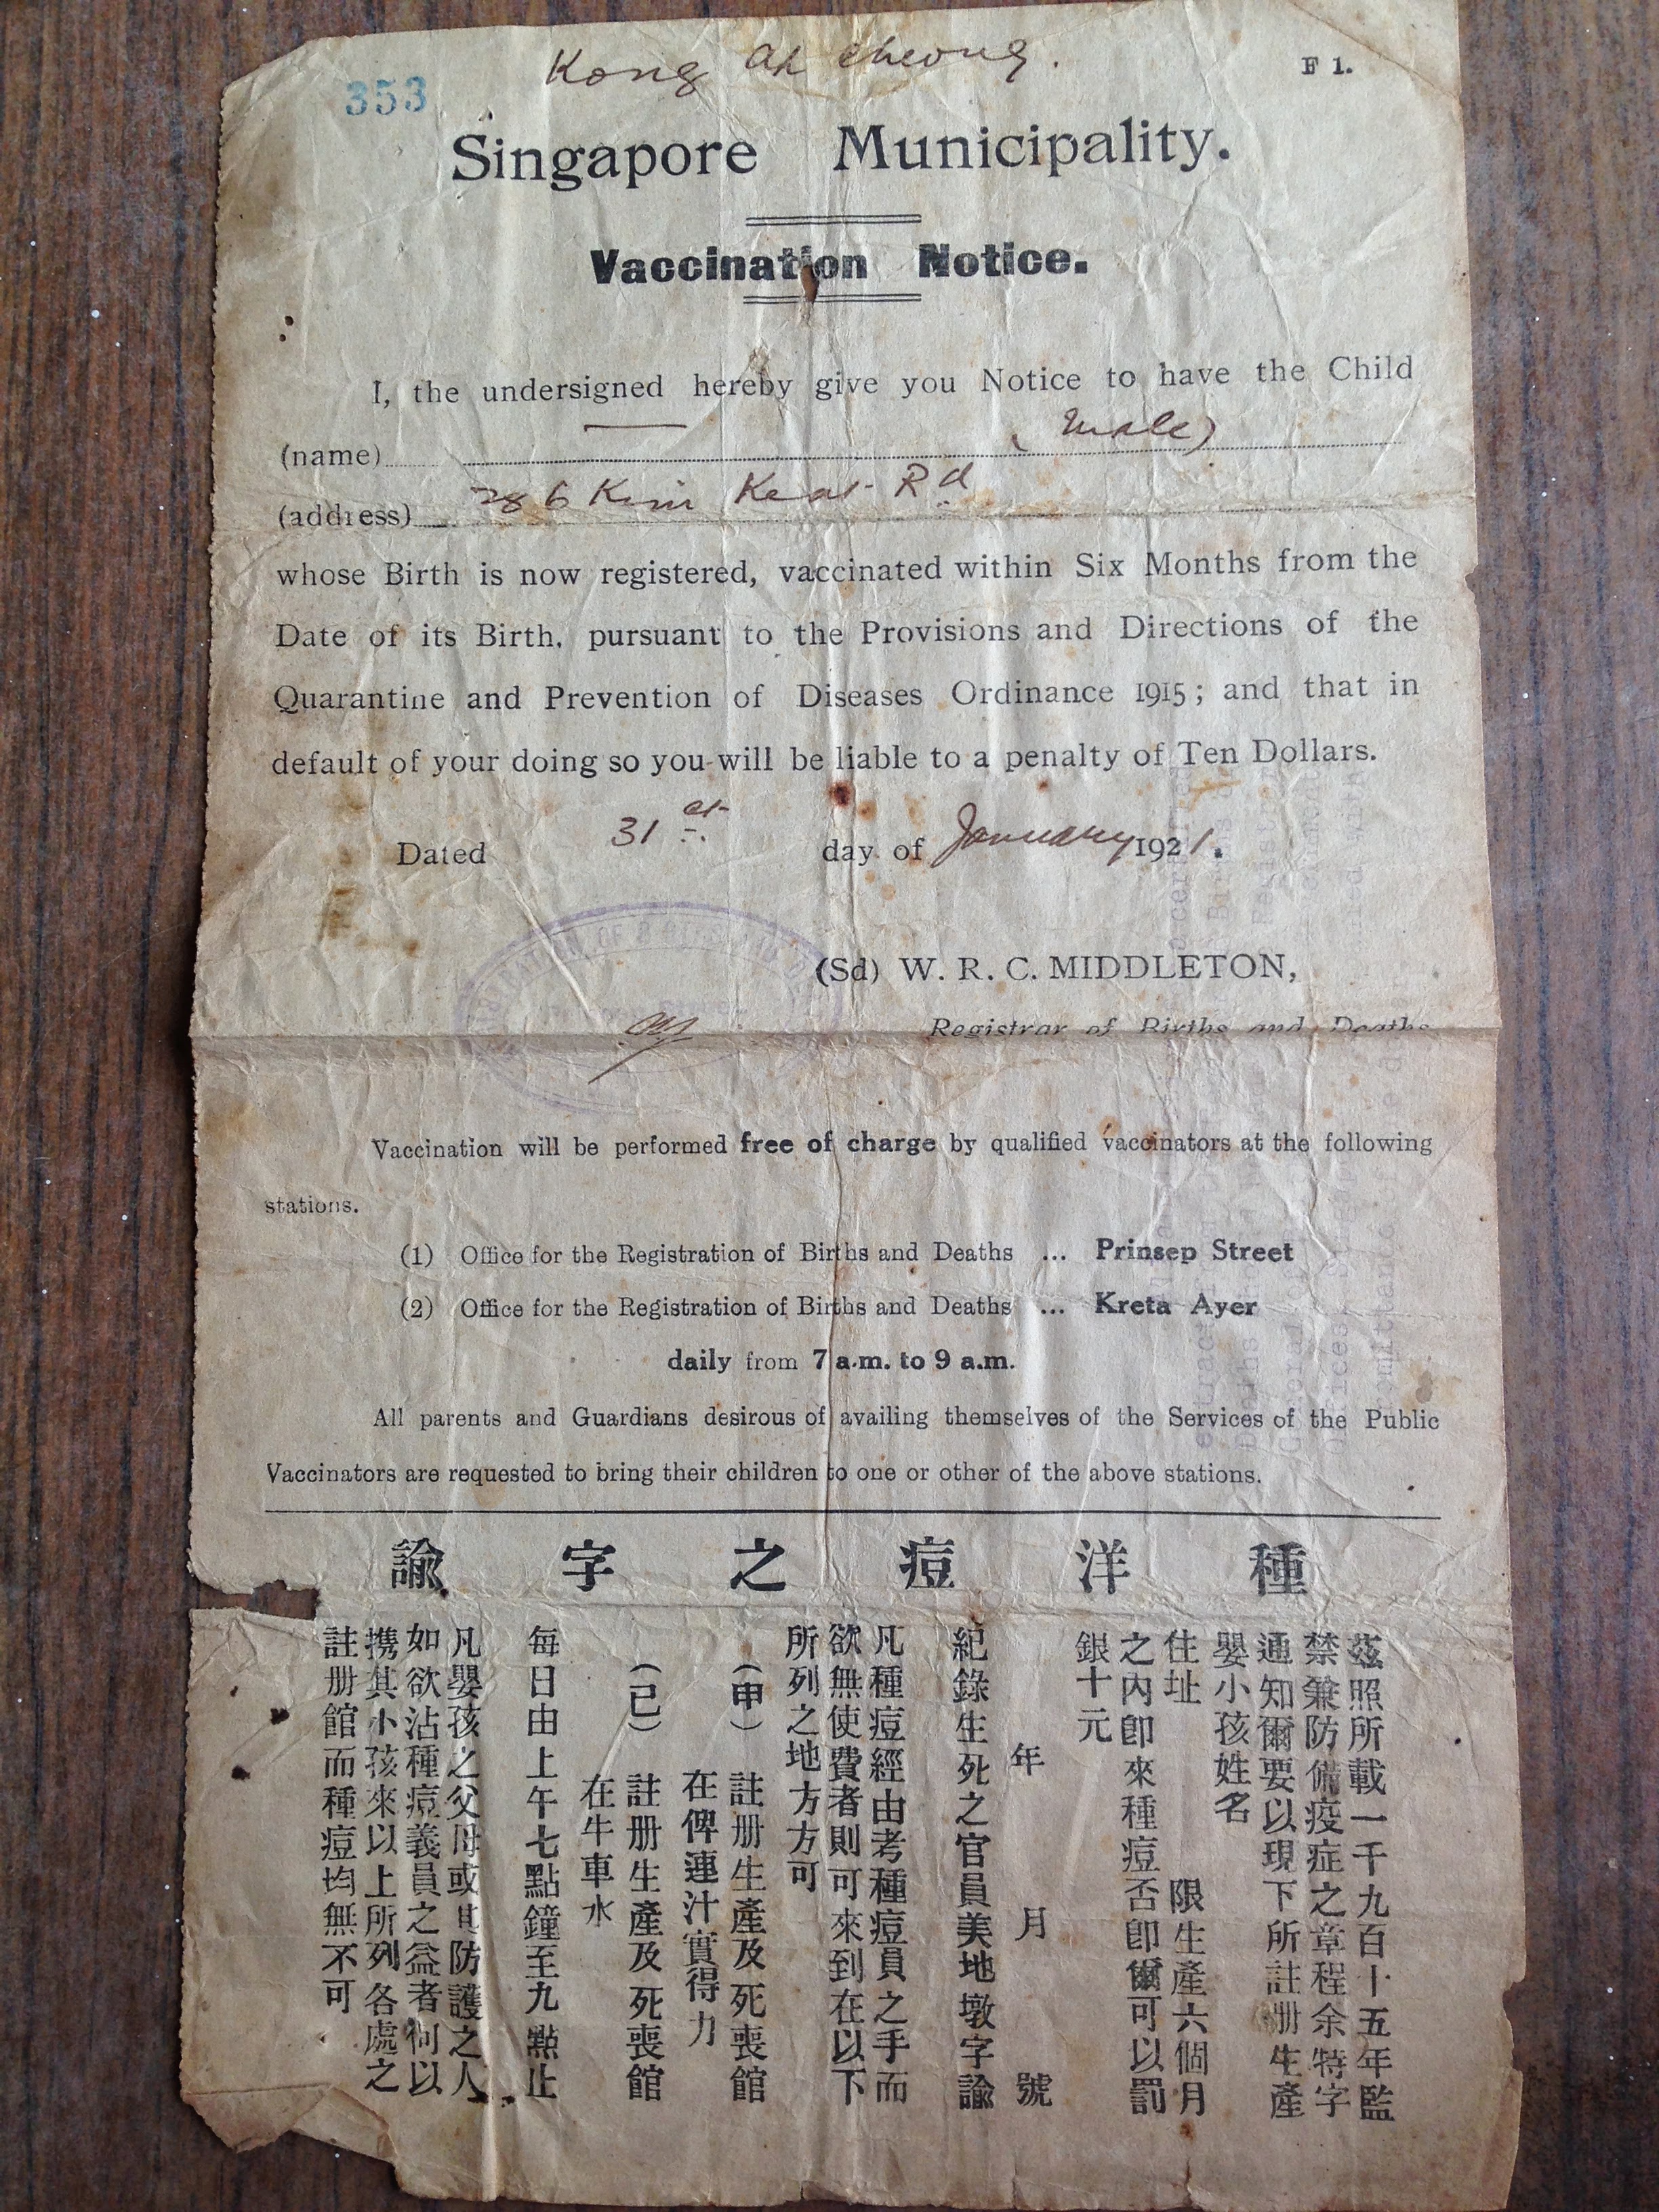 Kong Ah Cheong.
353
F 1.
Singapore Municipality.
Vaccination Notice.
I, the undersigned hereby give you Notice to have the Child
(name) (Male)
(address) 286 Kim Keat Rd
whose Birth is now registered, vaccinated within Six Months from the
Date of its Birth, pursuant to the Provisions and Directions of the
Quarantine and Prevention of Diseases Ordinance 1915; and that in
default of your doing so you will be liable to a penalty of Ten Dollars.
Dated 31st day of January 1921.
(Sd) W. R. C. MIDDLETON,
Registrar of Births and Deaths
Vaccination will be performed free of charge by qualified vaccinators at the following
stations.
(1) Office for the Registration of Births and Deaths ... Prinsep Street
(2) Office for the Registration of Births and Deaths ... Kreta Ayer
daily from 7 a.m. to 9 a.m.
All parents and Guardians desirous of availing themselves of the Services of the Public
Vaccinators are requested to bring their children to one or other of the above stations.
種洋痘之字諭
茲照所載一千九百十五年監
禁兼防備疫症之章程余特字
通知爾要以現下所註册生產
嬰小孩姓名
住址 限生產六個月
之內卽來種痘否卽爾可以罰
銀十元
年 月 號
紀錄生死之官員美地墩字諭
凡種痘經由考種痘員之手而
欲無使費者則可來到在以下
所列之地方方可
(申) 註册生產及死喪館
在俾連汁實得力
(己) 註册生產及死喪館
在牛車水
每日由上午七點鐘至九點止
凡嬰孩之父母或其防護之人
如欲沾種痘義員之益者何以
携其小孩來以上所列各處之
註册館而種痘均無不可